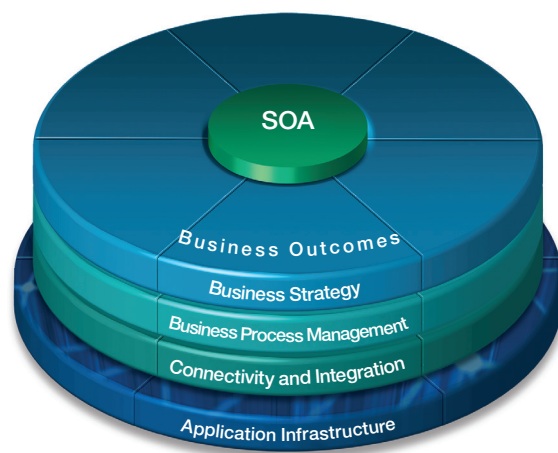 SOA
Business Outcomes
Business Strategy
Business Process Management
Connectivity and Integration
Application Infrastructure